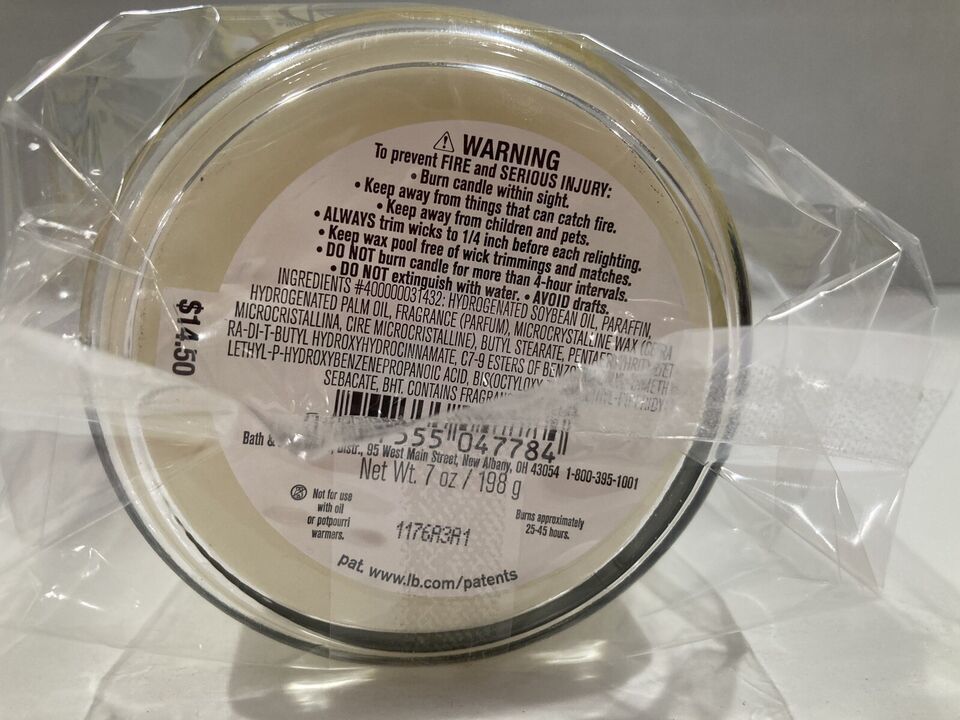 WARNING
To prevent FIRE and SERIOUS INJURY:
• Burn candle within sight.
• Keep away from things that can catch fire.
• Keep away from children and pets.
• ALWAYS trim wicks to 1/4 inch before each relighting.
• Keep wax pool free of wick trimmings and matches.
• DO NOT burn candle for more than 4-hour intervals.
• DO NOT extinguish with water. • AVOID drafts.
INGREDIENTS #400000031432: HYDROGENATED SOYBEAN OIL, PARAFFIN,
HYDROGENATED PALM OIL, FRAGRANCE (PARFUM), MICROCRYSTALLINE WAX (CERA
MICROCRISTALLINA, CIRE MICROCRISTALLINE), BUTYL STEARATE,
RA-DI-T-BUTYL HYDROXYHYDROCINNAMATE, C7-9 ESTERS OF
LETHYL-P-HYDROXYBENZENEPROPANOIC ACID,
SEBACATE, BHT. CONTAINS
$14.50
555 047784
Bath &
95 West Main Street, New Albany, OH 43054 1-800-395-1001
Net Wt. 7 oz / 198 g
Not for use
with oil
or potpourri
warmers.
1176A3A1
Burns approximately
25-45 hours.
pat. www.lb.com/patents